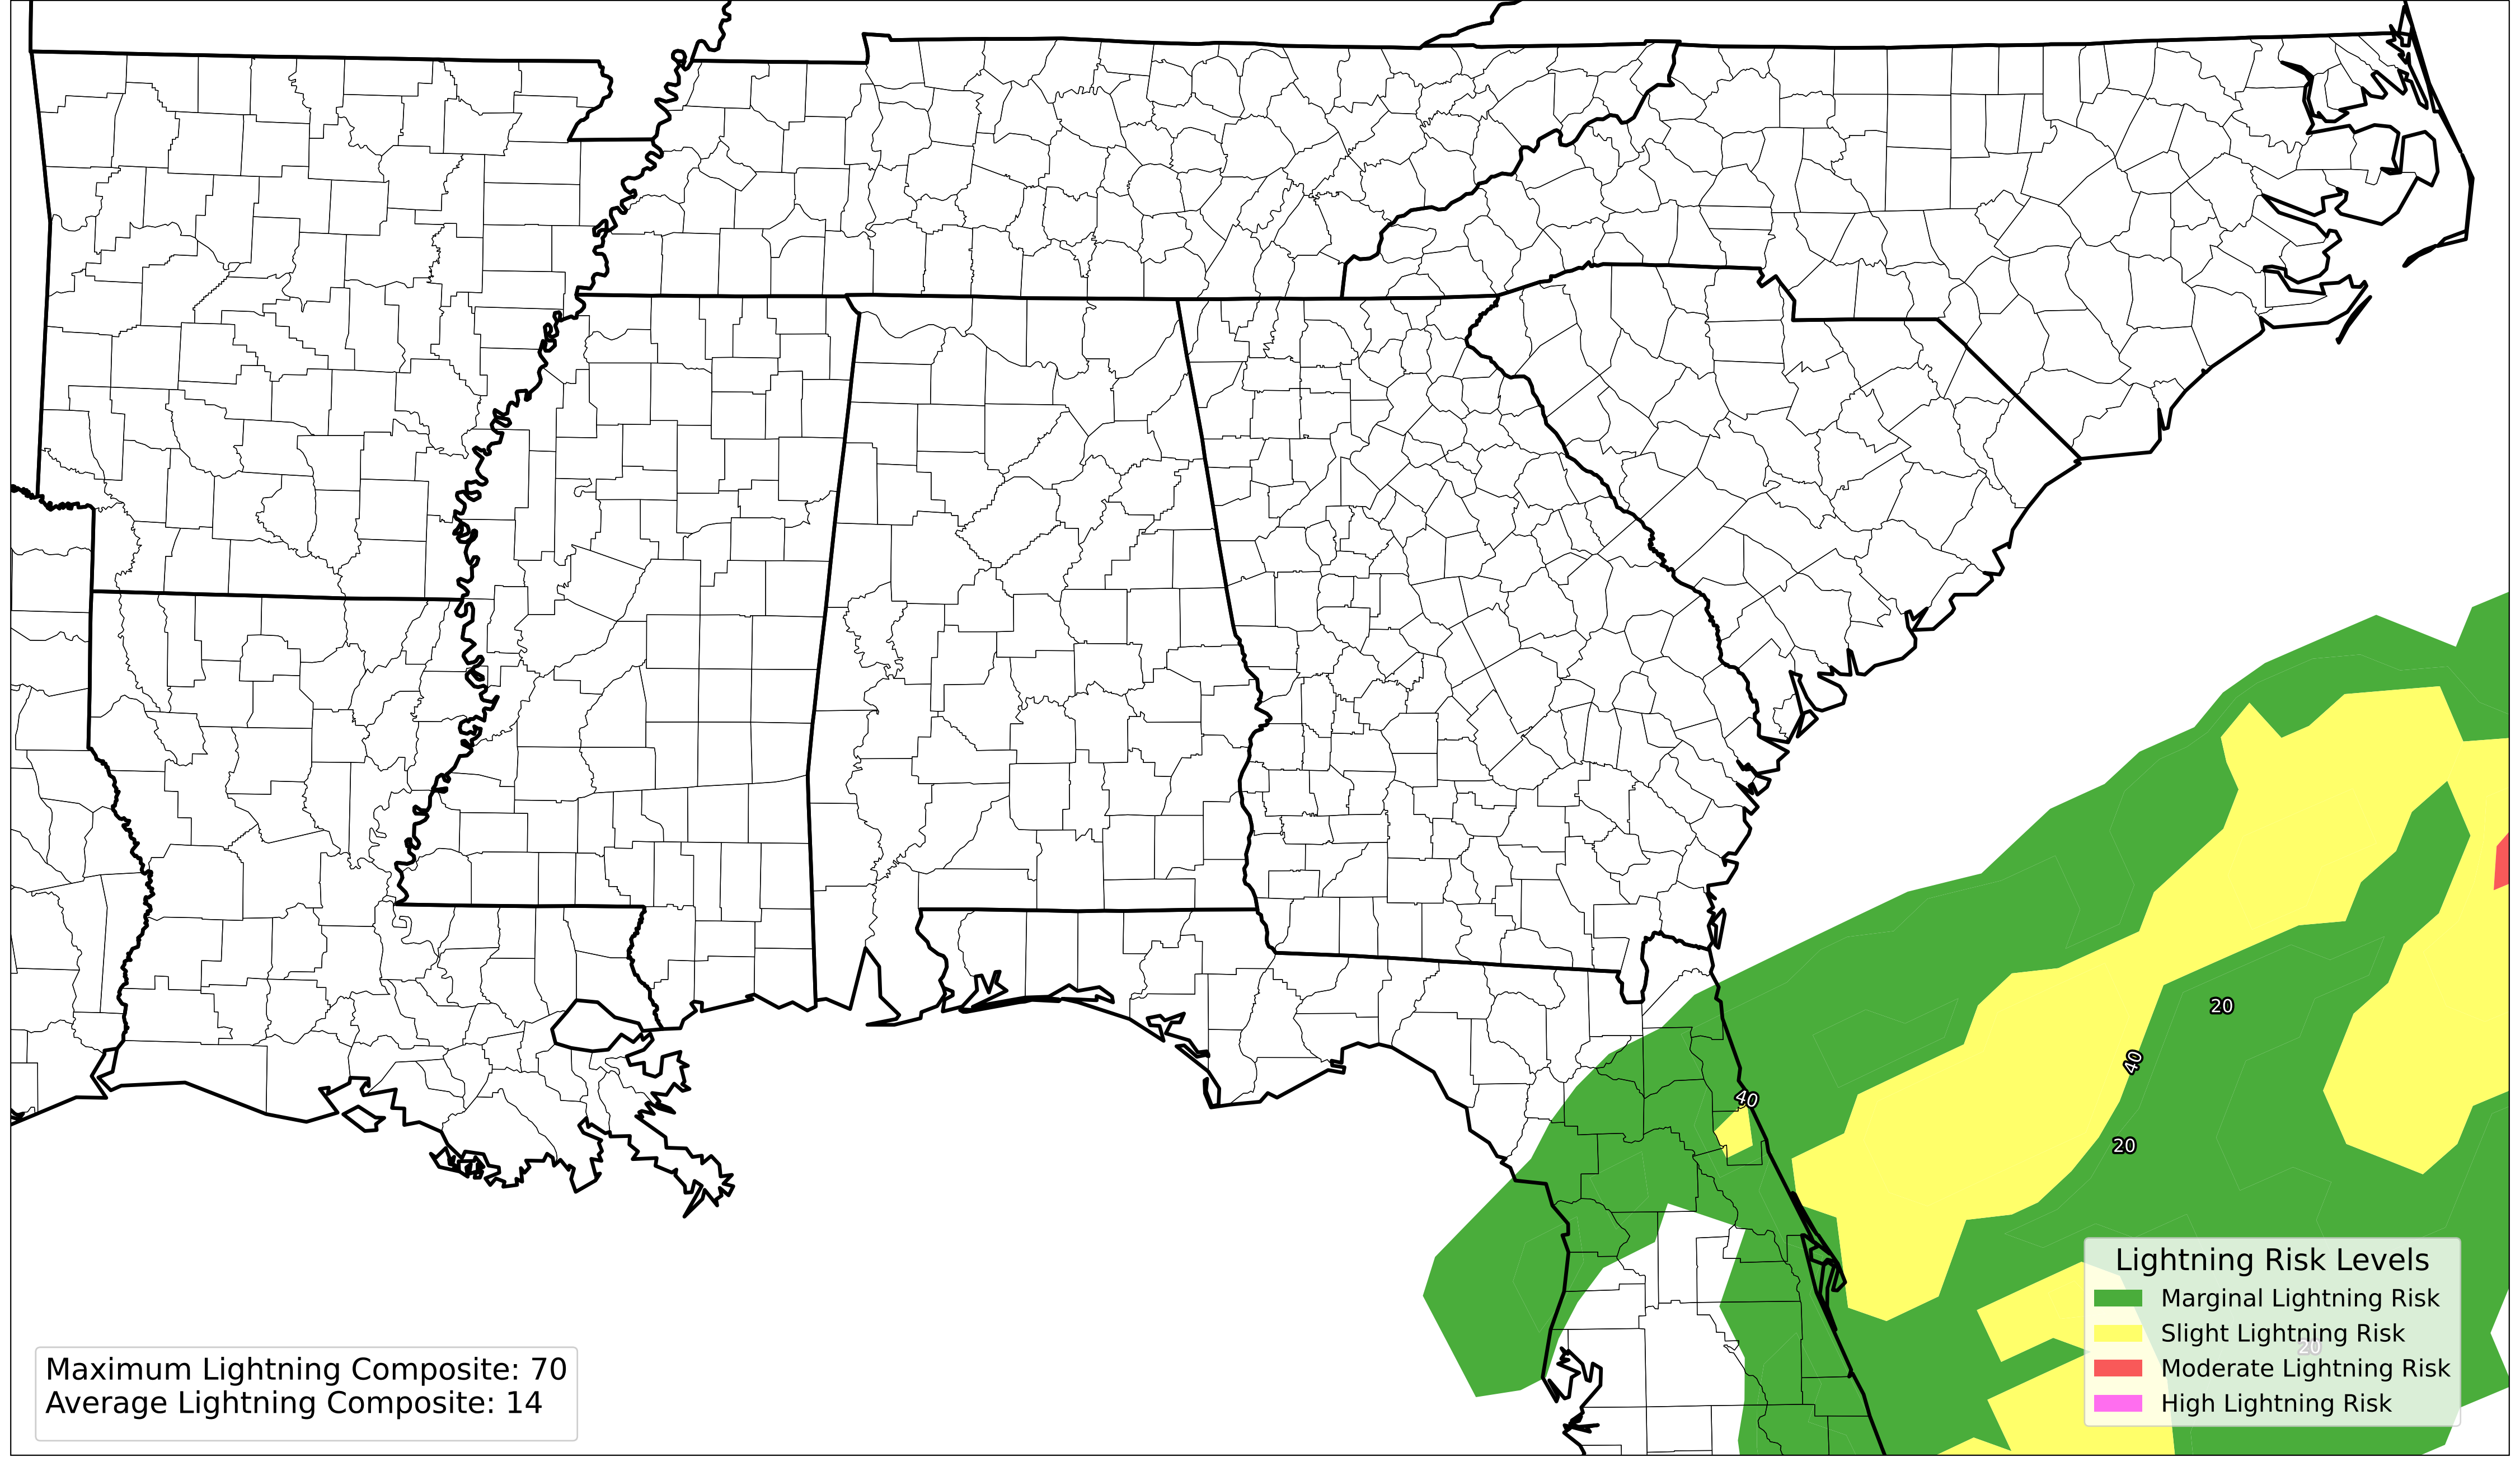 20
40
40
20
Lightning Risk Levels
Marginal Lightning Risk
Slight Lightning Risk
20
Moderate Lightning Risk
High Lightning Risk
Maximum Lightning Composite: 70
Average Lightning Composite: 14